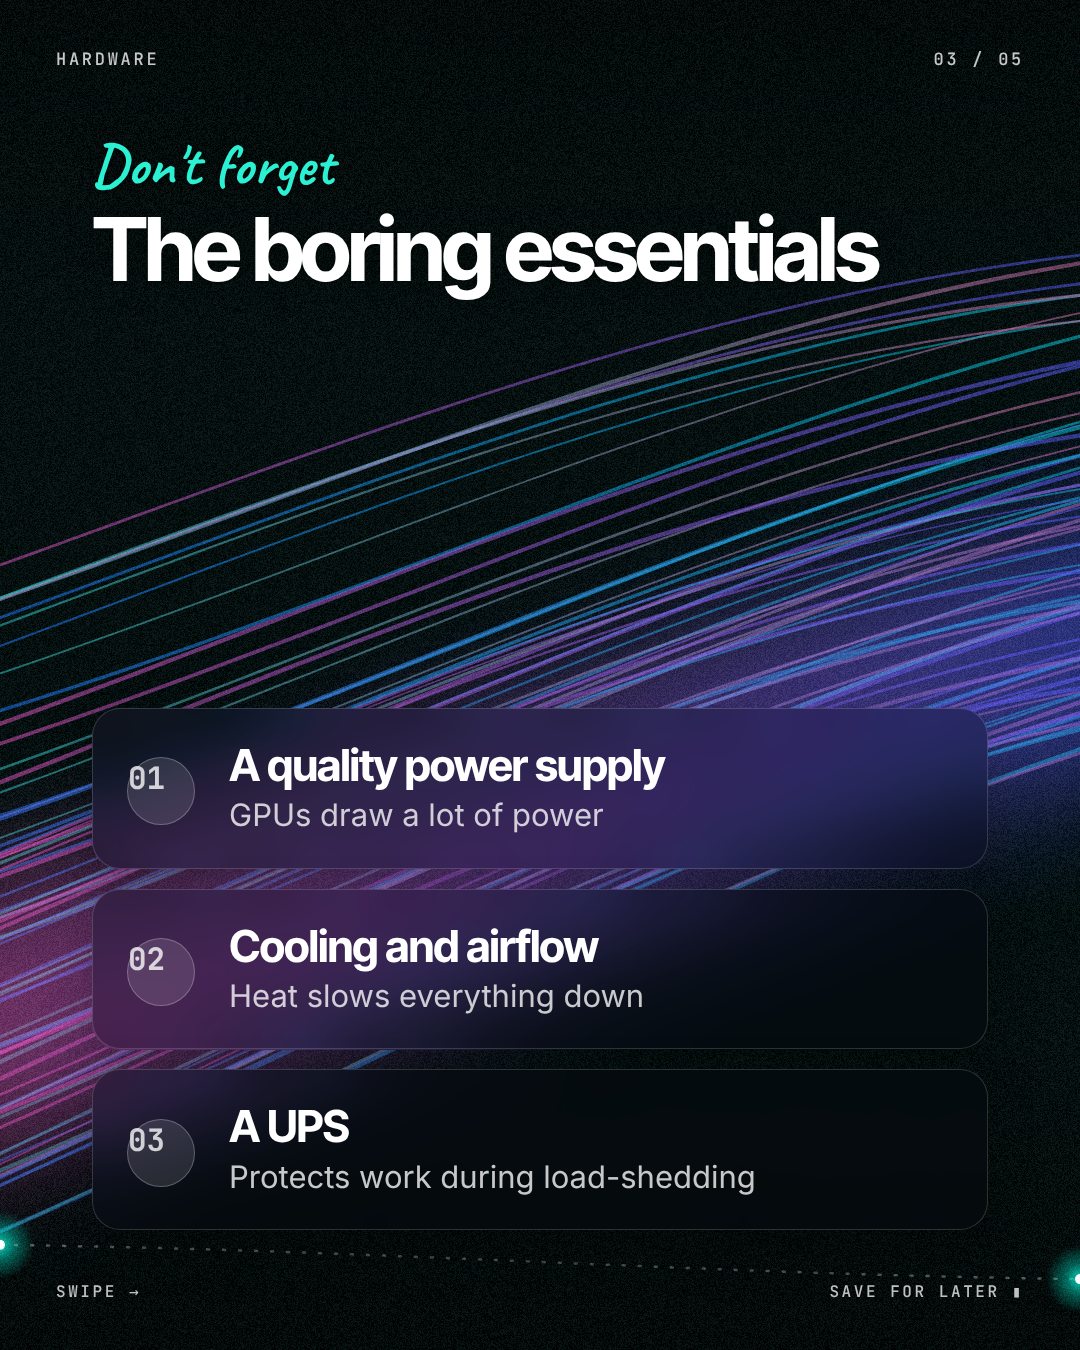 HARDWARE
03 / 05
Don't forget
The boring essentials
01
A quality power supply
GPUs draw a lot of power
02
Cooling and airflow
Heat slows everything down
03
A UPS
Protects work during load-shedding
SWIPE →
SAVE FOR LATER ▮